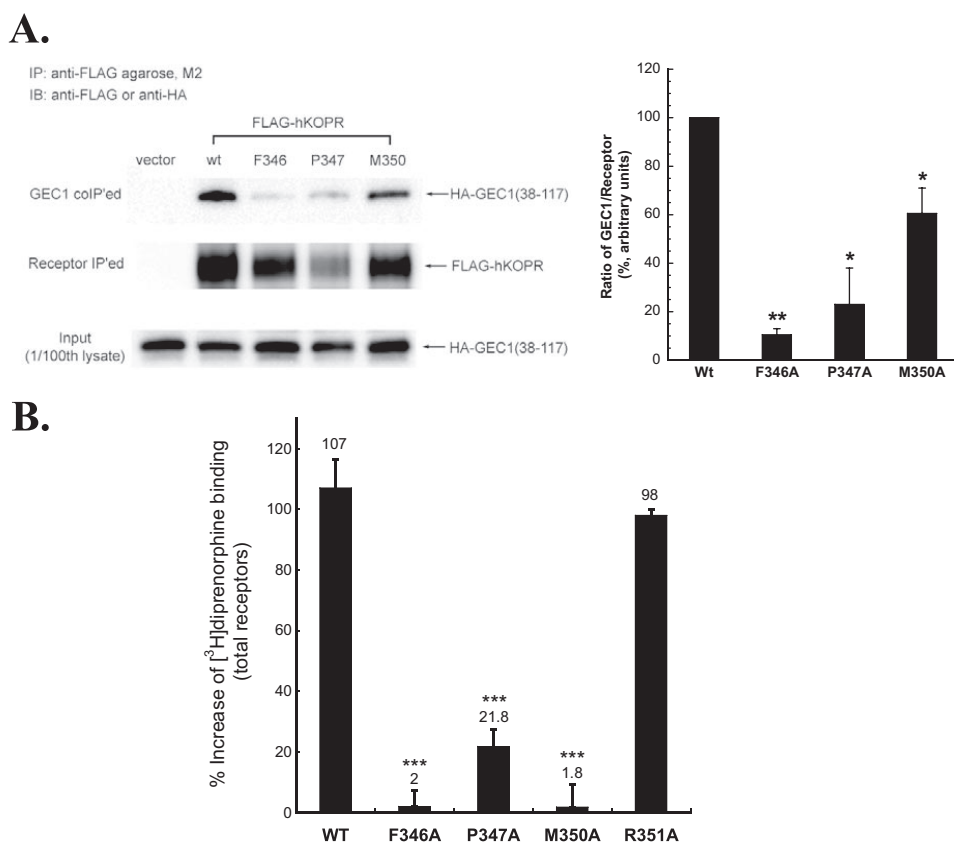 A.
IP: anti-FLAG agarose, M2
IB: anti-FLAG or anti-HA
FLAG-hKOPR
vector wt F346 P347 M350
GEC1 coIP'ed
HA-GEC1(38-117)
Receptor IP'ed
FLAG-hKOPR
Input
(1/100th lysate)
HA-GEC1(38-117)
Ratio of GEC1/Receptor
(%, arbitrary units)
120
100
80
60
40
20
0
**
*
*
Wt F346A P347A M350A
B.
% Increase of [3H]diprenorphine binding
(total receptors)
120
100
80
60
40
20
0
107
***
2
***
21.8
***
1.8
98
WT F346A P347A M350A R351A